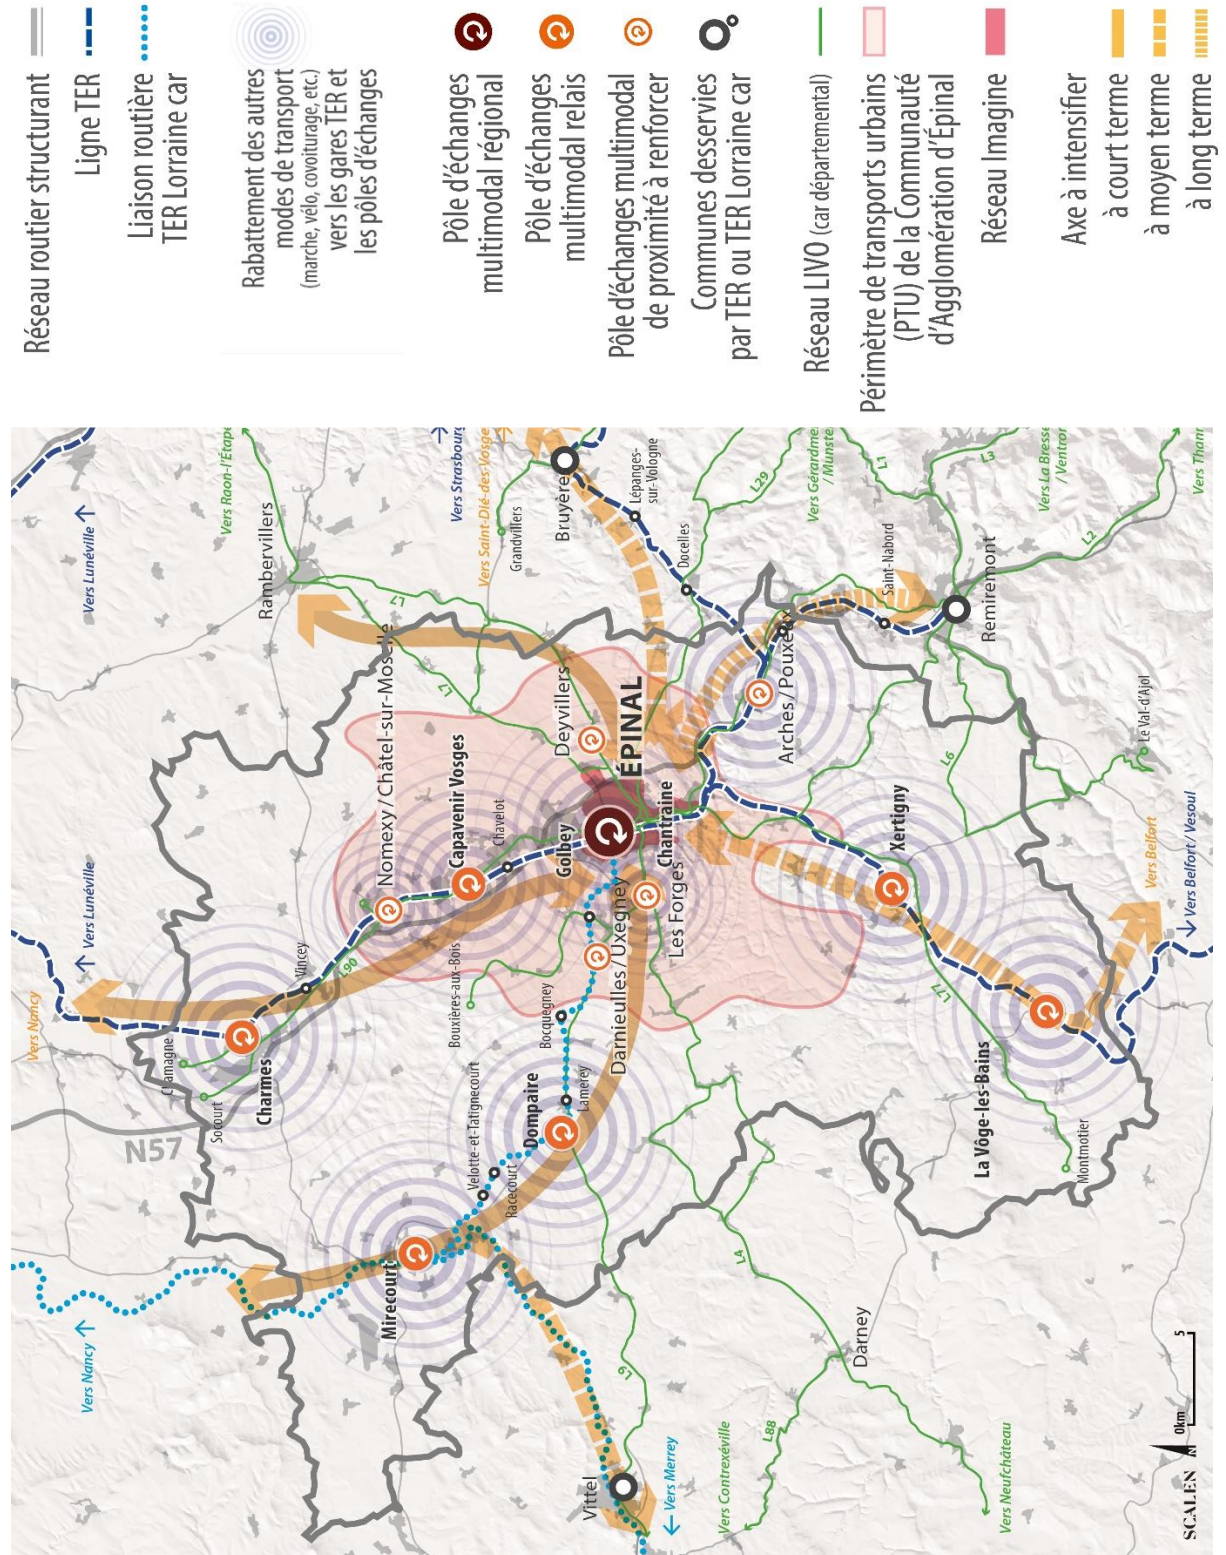 Réseau routier structurant
Ligne TER
Liaison routière
TER Lorraine car
Rabattement des autres
modes de transport
(marche, vélo, covoiturage, etc.)
vers les gares TER et
les pôles d'échanges
Pôle d'échanges
multimodal régional
Pôle d'échanges
multimodal relais
Pôle d'échanges multimodal
de proximité à renforcer
Communes desservies
par TER ou TER Lorraine car
Réseau LIVO (car départemental)
Périmètre de transports urbains
(PTU) de la Communauté
d'Agglomération d'Épinal
Réseau Imagine
Axe à intensifier
à court terme
à moyen terme
à long terme
Vers Nancy
Vers Nancy
Vers Lunéville
Vers Lunéville
Vers Raon-l'Étape
Vers Strasbourg
Vers Saint-Dié-des-Vosge
N57
Chamagne
Socourt
Charmes
Vincey
L90
Nomexy / Châtel-sur-Moselle
Rambervillers
L7
L7
Capavenir Vosges
Chavelot
Grandvillers
Bruyère
Lépanges-
sur-Vologne
Mirecourt
Velotte-et-Tatignecourt
Racecourt
Bouxières-aux-Bois
Dompaire
Lamerey
Bocquegney
Darnieulles / Uxegney
Golbey
Deyvillers
ÉPINAL
Chantraine
Les Forges
Docelles
L29
Vers Gérardme
/ Munste
L1
L3
Arches / Pouxeux
Saint-Nabord
Remiremont
Vers La Bresse
/ Ventron
L2
Vers Thann
Vittel
Vers Merrey
L9
Vers Contrexéville
L88
L4
Darney
Vers Neufchâteau
Xertigny
L6
Le Val-d'Ajol
L77
La Vôge-les-Bains
Montmotier
Vers Belfort
Vers Belfort / Vesoul
SCALEN
N
0km
5